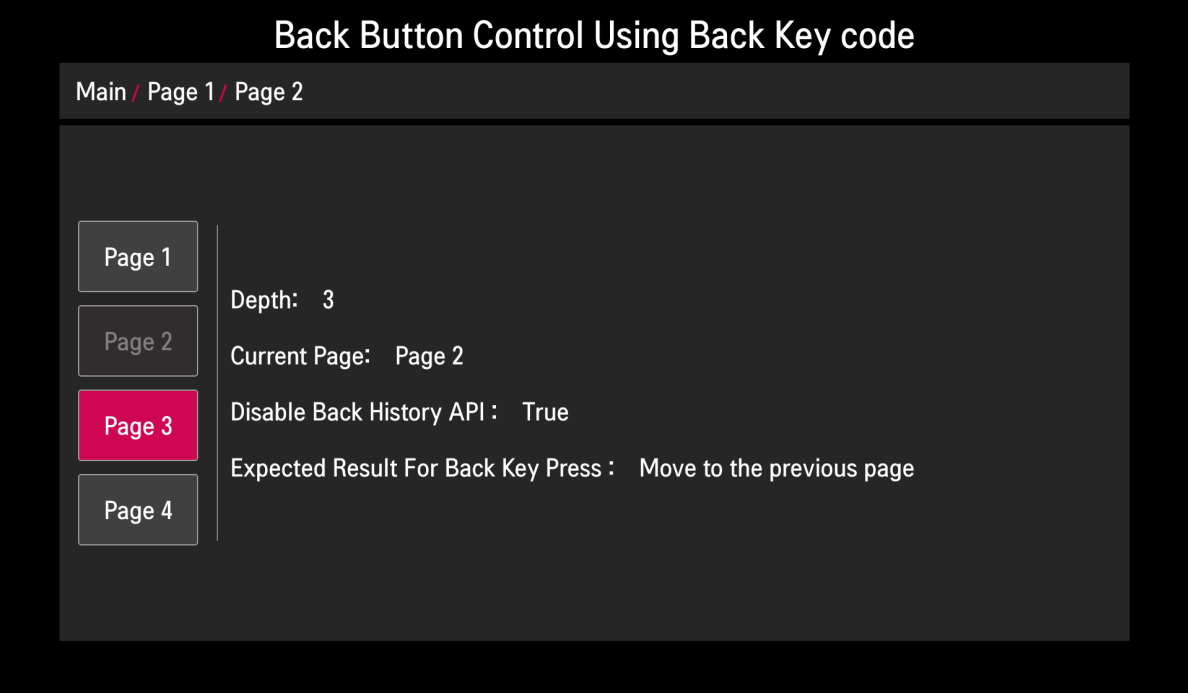 Back Button Control Using Back Key code
Main / Page 1 / Page 2
Page 1
Page 2
Page 3
Page 4
Depth: 3
Current Page: Page 2
Disable Back History API : True
Expected Result For Back Key Press : Move to the previous page